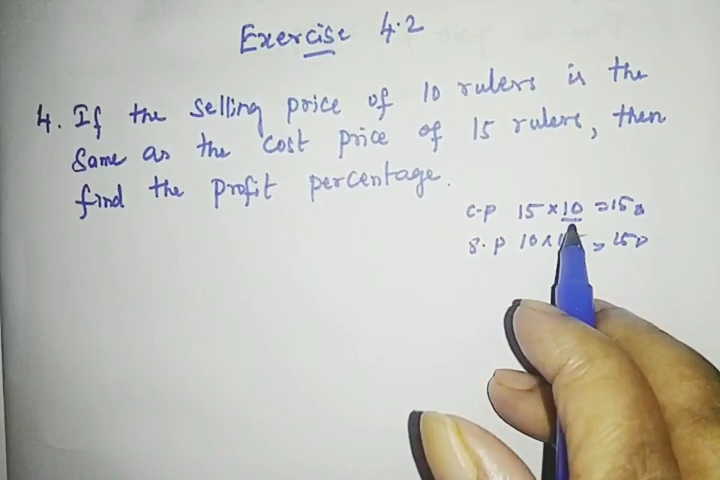 Exercise 4.2
4. If the selling price of 10 rulers is the
same as the cost price of 15 rulers, then
find the profit percentage.
C.P 15 × 10 = 150
S.P 10 × = 150